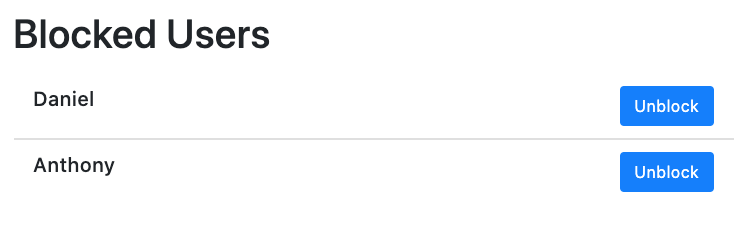 Blocked Users
Daniel
Unblock
Anthony
Unblock